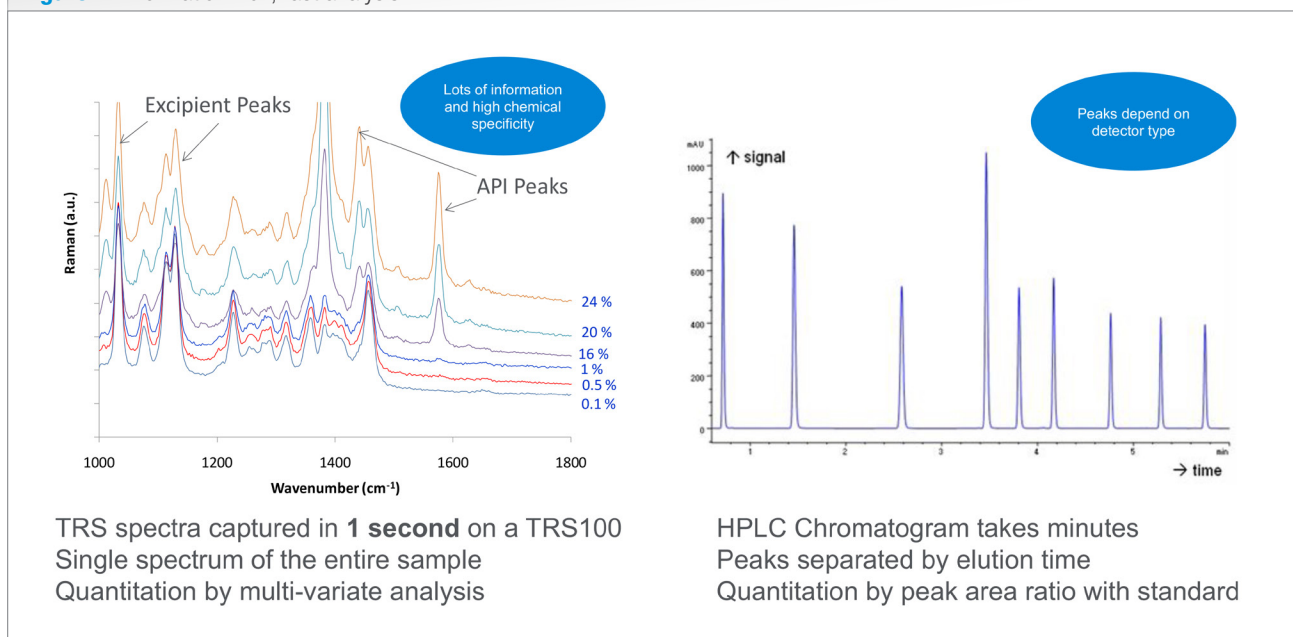 Excipient Peaks
Lots of information
and high chemical
specificity
API Peaks
Raman (a.u.)
24 %
20 %
16 %
1 %
0.5 %
0.1 %
1000 1200 1400 1600 1800
Wavenumber (cm⁻¹)
TRS spectra captured in 1 second on a TRS100
Single spectrum of the entire sample
Quantitation by multi-variate analysis
Peaks depend on
detector type
mAU
↑ signal
1000
800
600
400
200
0
1 2 3 4 5 min
→ time
HPLC Chromatogram takes minutes
Peaks separated by elution time
Quantitation by peak area ratio with standard